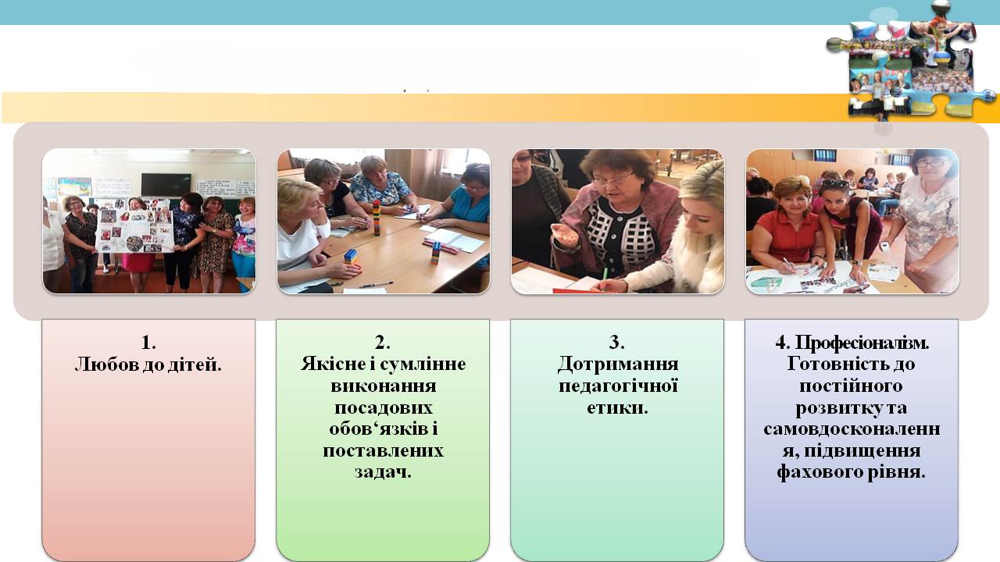 1.
Любов до дітей.
2.
Якісне і сумлінне
виконання
посадових
обов‘язків і
поставлених
задач.
3.
Дотримання
педагогічної
етики.
4. Професіоналізм.
Готовність до
постійного
розвитку та
самовдосконаленн
я, підвищення
фахового рівня.